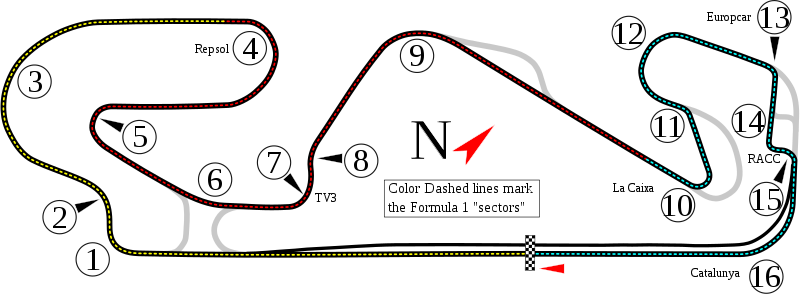 Europcar
13
12
Repsol
4
9
3
14
11
5
N
8
7
RACC
6
TV3
Color Dashed lines mark
the Formula 1 "sectors"
La Caixa
10
15
2
1
Catalunya
16